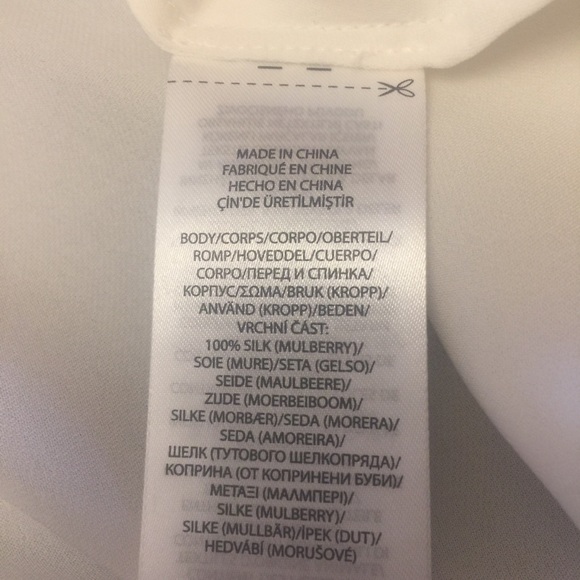 MADE IN CHINA
FABRIQUÉ EN CHINE
HECHO EN CHINA
ÇİN'DE ÜRETİLMİŞTİR
BODY/CORPS/CORPO/OBERTEIL/
ROMP/HOVEDDEL/CUERPO/
CORPO/ПЕРЕД И СПИНКА/
КОРПУС/ΣΩΜΑ/BRUK (KROPP)/
ANVÄND (KROPP)/BEDEN/
VRCHNÍ ČÁST:
100% SILK (MULBERRY)/
SOIE (MURE)/SETA (GELSO)/
SEIDE (MAULBEERE)/
ZIJDE (MOERBEIBOOM)/
SILKE (MORBÆR)/SEDA (MORERA)/
SEDA (AMOREIRA)/
ШЕЛК (ТУТОВОГО ШЕЛКОПРЯДА)/
КОПРИНА (ОТ КОПРИНЕНИ БУБИ)/
ΜΕΤΑΞΙ (ΜΑΛΜΠΕΡΙ)/
SILKE (MULBERRY)/
SILKE (MULLBÄR)/İPEK (DUT)/
HEDVÁBÍ (MORUŠOVÉ)